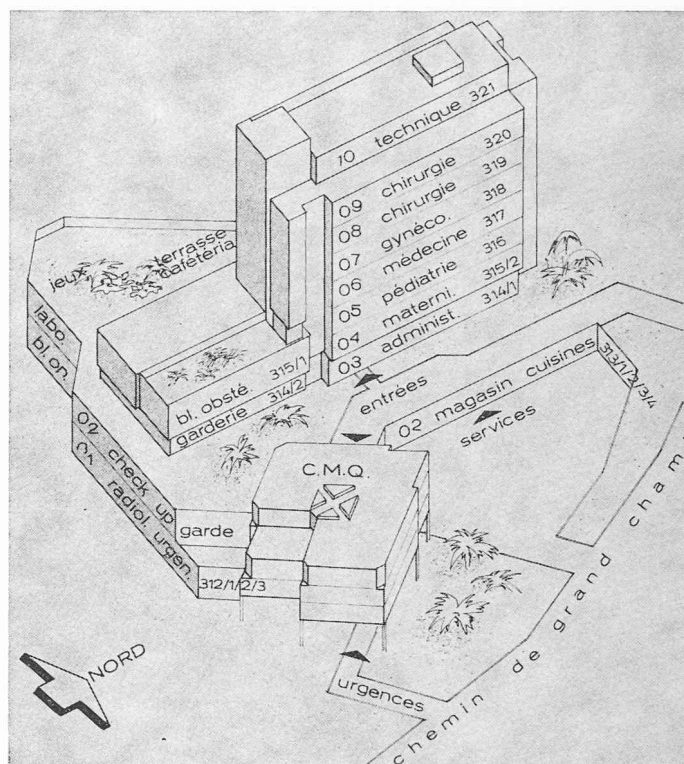 10 technique 321
09 chirurgie 320
08 chirurgie 319
07 gynéco. 318
06 médecine 317
05 pédiatrie 316
04 materni. 315/2
03 administ. 314/1
terrasse
cafétéria
jeux
labo.
bl. on.
bl. obsté. 315/1
garderie 314/2
entrées
02 magasin cuisines 313/1/2/3/4
services
C.M.Q.
02 check up
01 radiol. urgen.
garde
312/1/2/3
NORD
urgences
chemin de grand champ